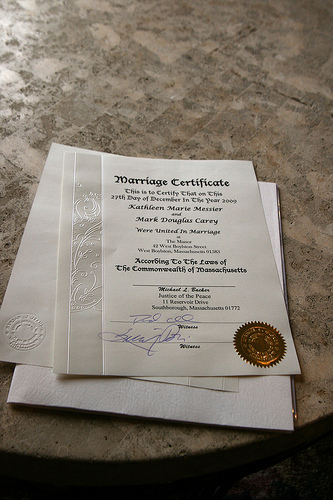 Marriage Certificate
This is to Certify That on This
27th Day of December In The Year 2009
Kathleen Marie Messier
and
Mark Douglas Carey
Were United In Marriage
at
The Manor
42 West Boylston Street
West Boylston, Massachusetts 01583
According To The Laws of
The Commonwealth of Massachusetts
Michael L. Backer
Justice of the Peace
11 Reservoir Drive
Southborough, Massachusetts 01772
Witness
Witness